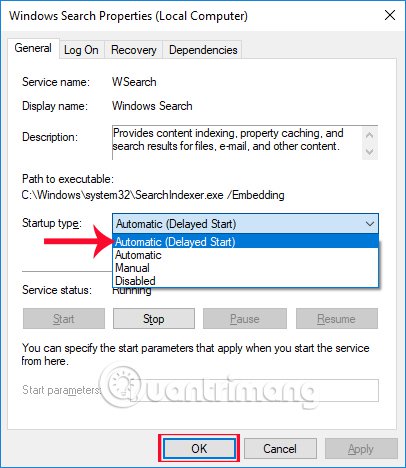 Windows Search Properties (Local Computer)
General Log On Recovery Dependencies
Service name: WSearch
Display name: Windows Search
Description: Provides content indexing, property caching, and
search results for files, e-mail, and other content.
Path to executable:
C:\Windows\system32\SearchIndexer.exe /Embedding
Startup type: Automatic (Delayed Start)
Automatic (Delayed Start)
Automatic
Manual
Disabled
Service status: Running
Start Stop Pause Resume
You can specify the start parameters that apply when you start the service
from here.
Start parameters:
Quantrimang
OK Cancel Apply